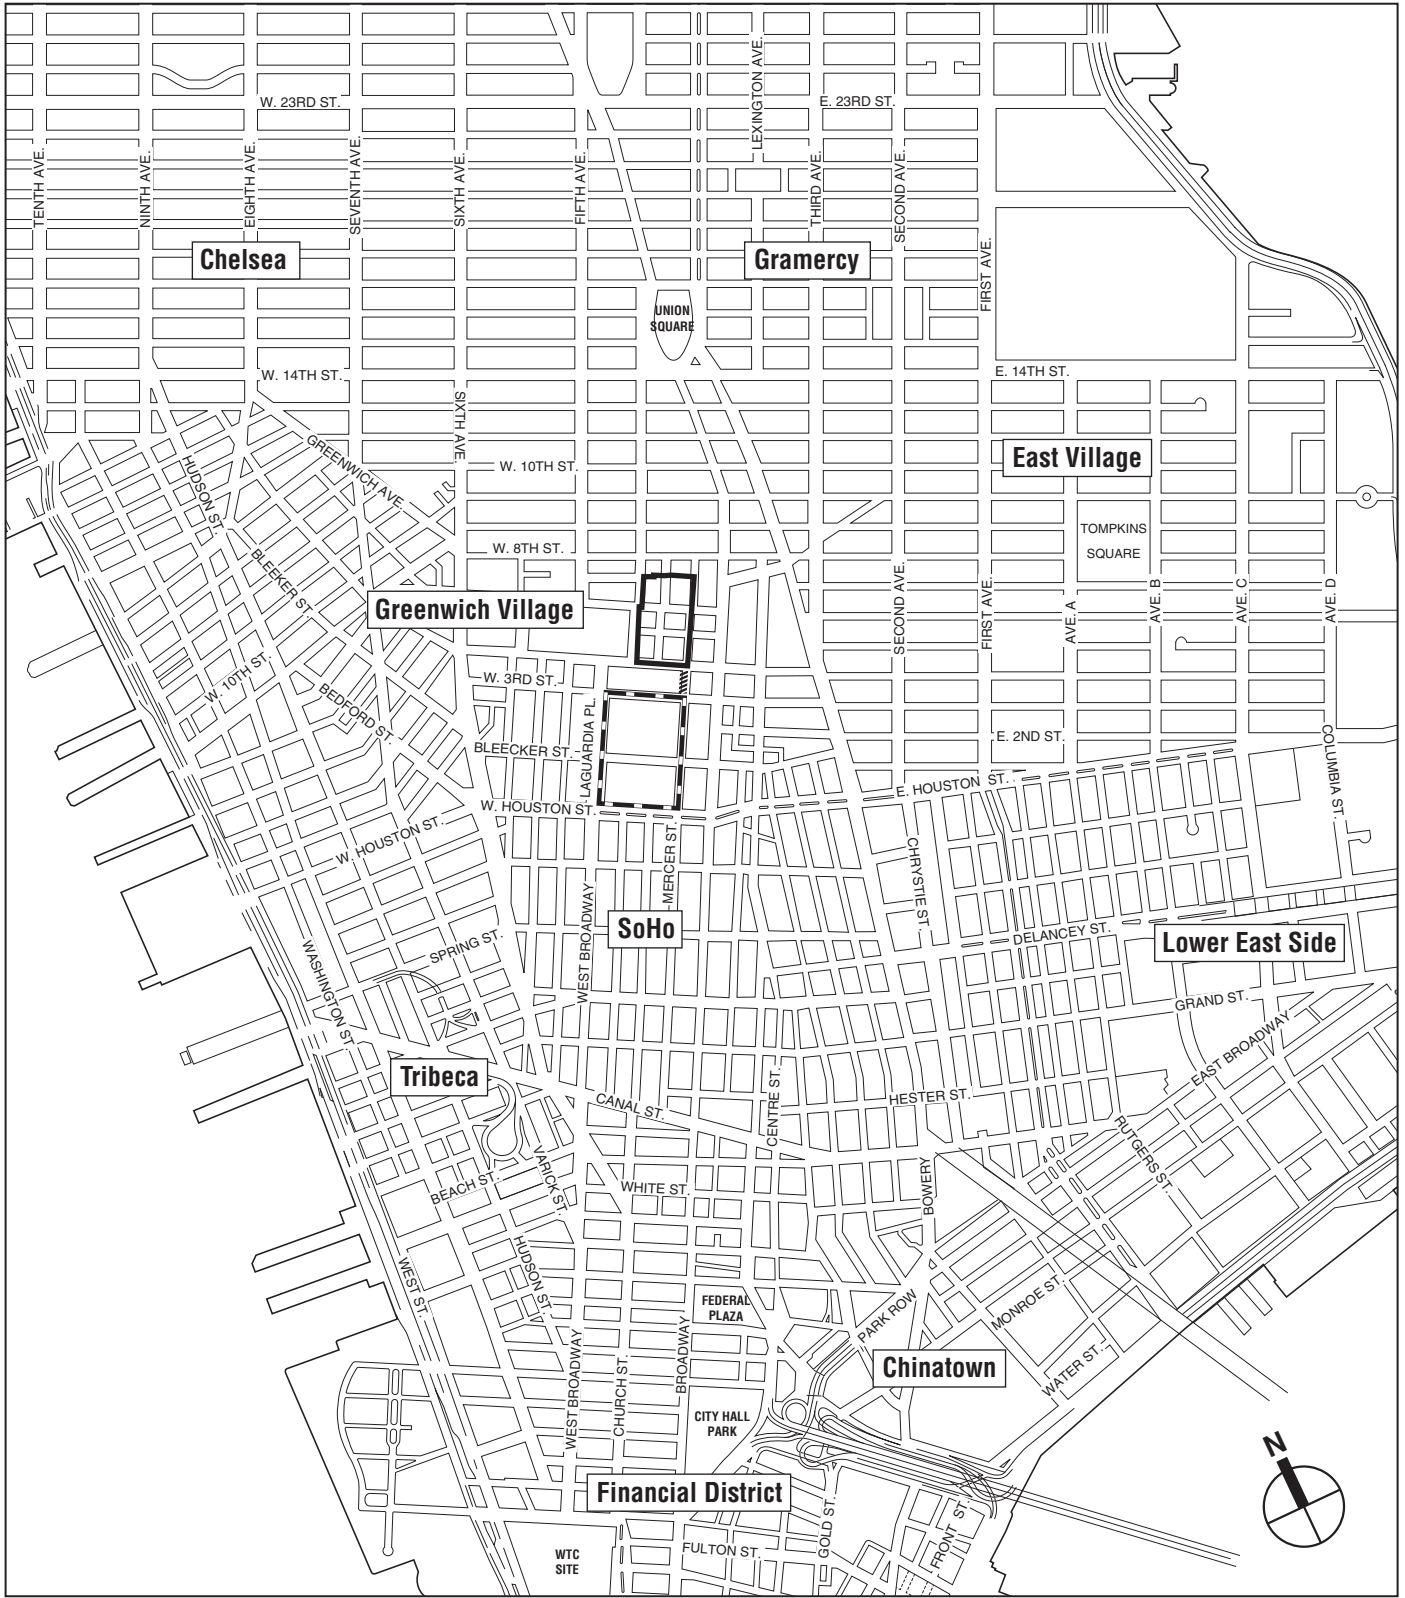 W. 23RD ST.
E. 23RD ST.
LEXINGTON AVE.
TENTH AVE.
NINTH AVE.
EIGHTH AVE.
SEVENTH AVE.
SIXTH AVE.
FIFTH AVE.
THIRD AVE.
SECOND AVE.
FIRST AVE.
Chelsea
Gramercy
UNION
SQUARE
W. 14TH ST.
E. 14TH ST.
SIXTH AVE.
GREENWICH AVE.
HUDSON ST.
W. 10TH ST.
East Village
TOMPKINS
SQUARE
W. 8TH ST.
BLEEKER ST.
Greenwich Village
SECOND AVE.
FIRST AVE.
AVE. A
AVE. B
AVE. C
AVE. D
W. 10TH ST.
W. 3RD ST.
BEDFORD ST.
LAGUARDIA PL.
BLEECKER ST.
E. 2ND ST.
COLUMBIA ST.
W. HOUSTON ST.
E. HOUSTON ST.
W. HOUSTON ST.
MERCER ST.
CHRYSTIE ST.
WEST BROADWAY
SoHo
DELANCEY ST.
Lower East Side
SPRING ST.
WASHINGTON ST.
GRAND ST.
EAST BROADWAY
Tribeca
CANAL ST.
CENTRE ST.
HESTER ST.
RUTGERS ST.
VARICK ST.
BEACH ST.
WHITE ST.
BOWERY
WEST ST.
HUDSON ST.
FEDERAL
PLAZA
PARK ROW
MONROE ST.
WATER ST.
Chinatown
WEST BROADWAY
CHURCH ST.
BROADWAY
CITY HALL
PARK
N
Financial District
GOLD ST.
FRONT ST.
FULTON ST.
WTC
SITE